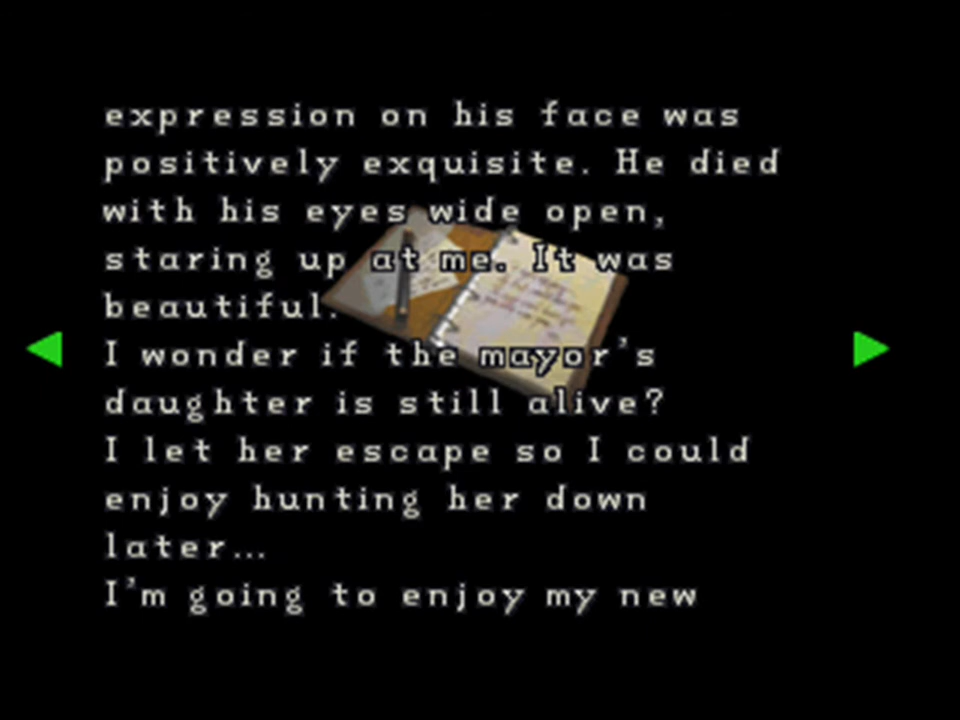 expression on his face was
positively exquisite. He died
with his eyes wide open,
staring up at me. It was
beautiful.
I wonder if the mayor's
daughter is still alive?
I let her escape so I could
enjoy hunting her down
later...
I'm going to enjoy my new